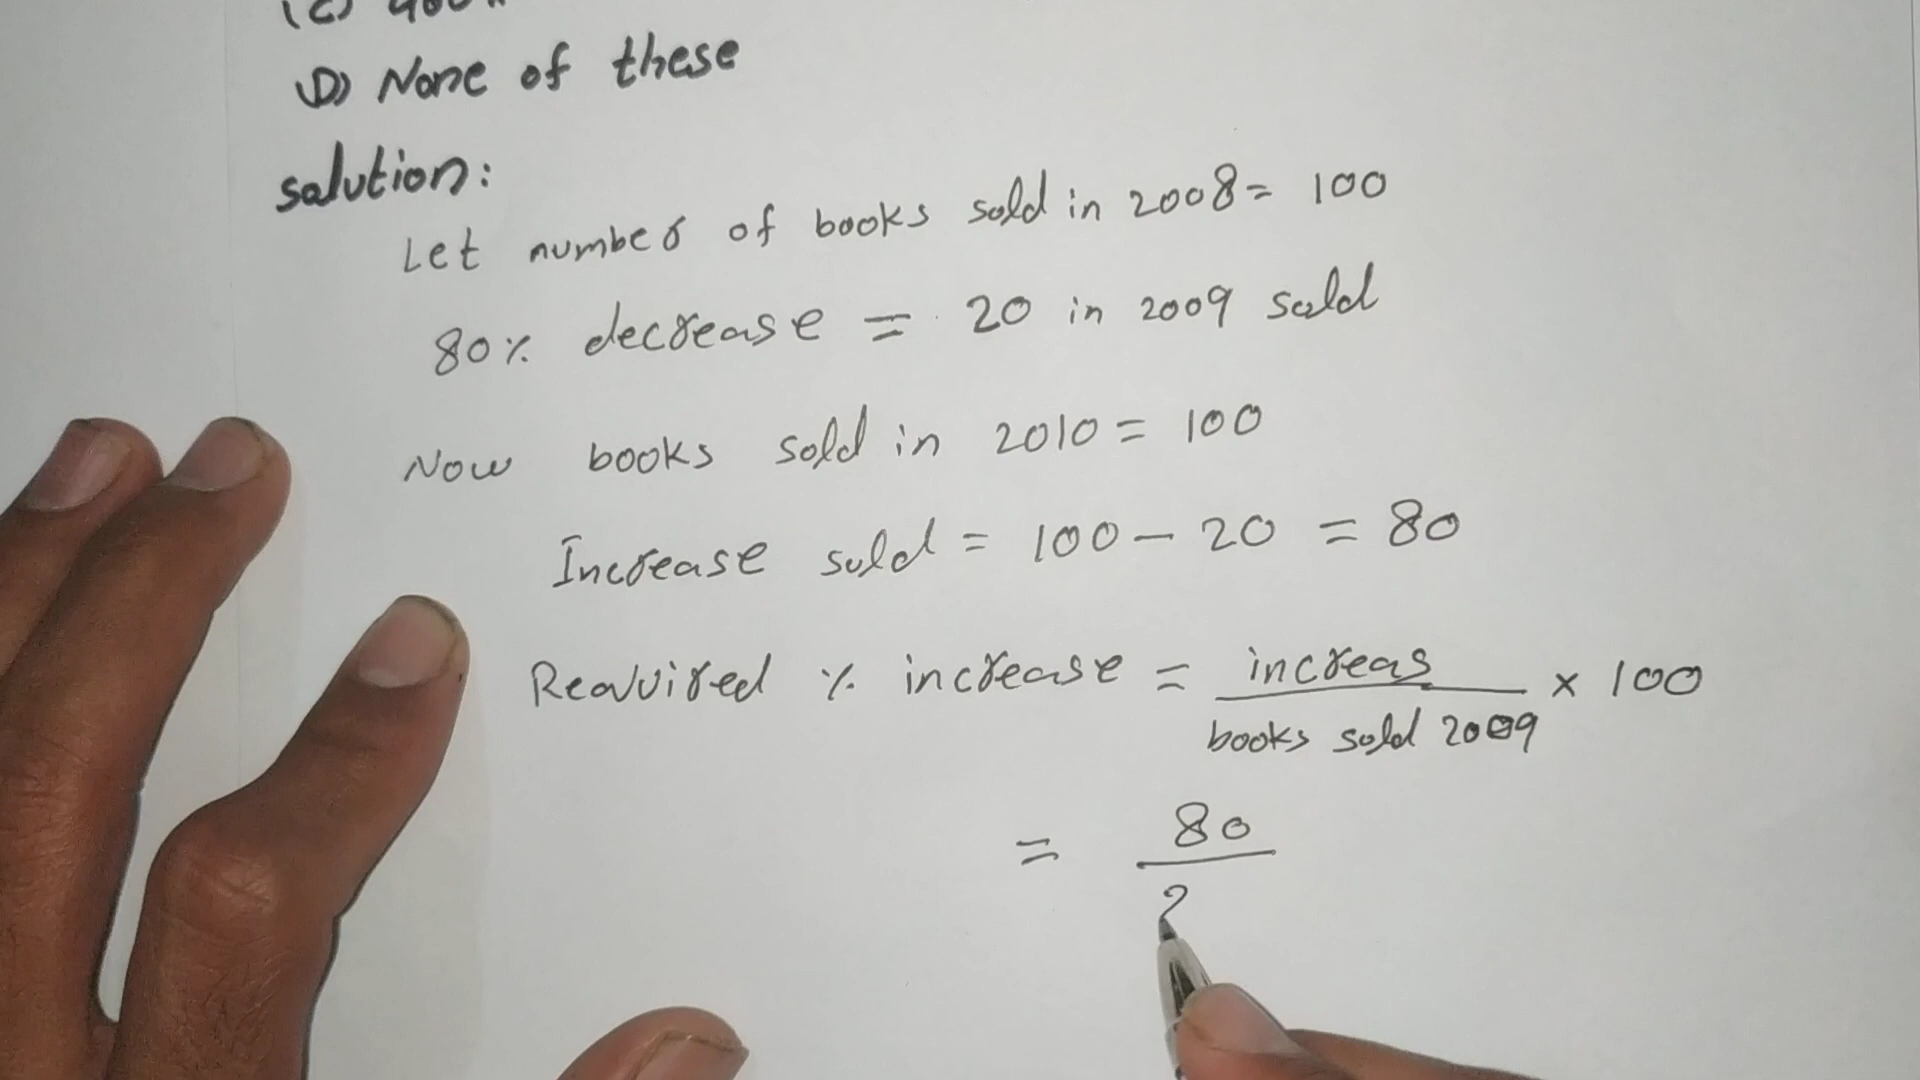 (C) 400%
(D) None of these
solution:
Let number of books sold in 2008 = 100
80% decrease = 20 in 2009 sold
Now books sold in 2010 = 100
Increase sold = 100 - 20 = 80
Required % increase = increas / books sold 2009 × 100
= 80 / 2